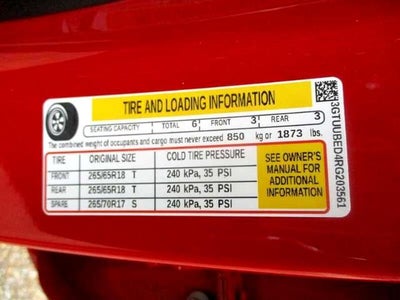 TIRE AND LOADING INFORMATION
SEATING CAPACITY TOTAL 6 FRONT 3 REAR 3
The combined weight of occupants and cargo must never exceed 850 kg or 1873 lbs.
TIRE ORIGINAL SIZE COLD TIRE PRESSURE
FRONT 265/65R18 T 240 kPa, 35 PSI
REAR 265/65R18 T 240 kPa, 35 PSI
SPARE 265/70R17 S 240 kPa, 35 PSI
SEE OWNER'S
MANUAL FOR
ADDITIONAL
INFORMATION
3GTUUBED4RG203561